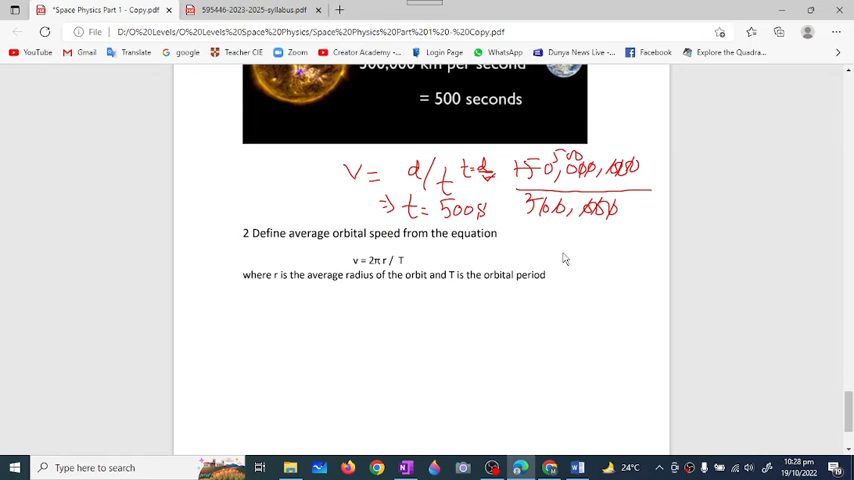 *Space Physics Part 1 - Copy.pdf
595446-2023-2025-syllabus.pdf
File
D:/O%20Levels/O%20Levels%20Space%20Physics/Space%20Physics%20Part%201%20-%20Copy.pdf
YouTube
Gmail
Translate
google
Teacher CIE
Zoom
Creator Academy -...
Login Page
WhatsApp
Dunya News Live -...
Facebook
Explore the Quadra...
300,000 km per second
= 500 seconds
500
V = d/t t=d/v 150,000,000
⇒ t = 500s 300,000
2 Define average orbital speed from the equation
v = 2π r / T
where r is the average radius of the orbit and T is the orbital period
Type here to search
24°C
10:28 pm
19/10/2022
19